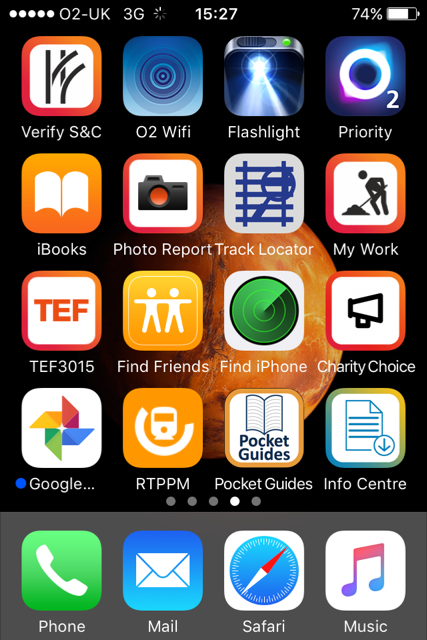 O2-UK 3G 15:27 74%
2
Verify S&C O2 Wifi Flashlight Priority
iBooks Photo Report Track Locator My Work
TEF
TEF3015 Find Friends Find iPhone Charity Choice
Pocket
Guides
Google... RTPPM Pocket Guides Info Centre
Phone Mail Safari Music